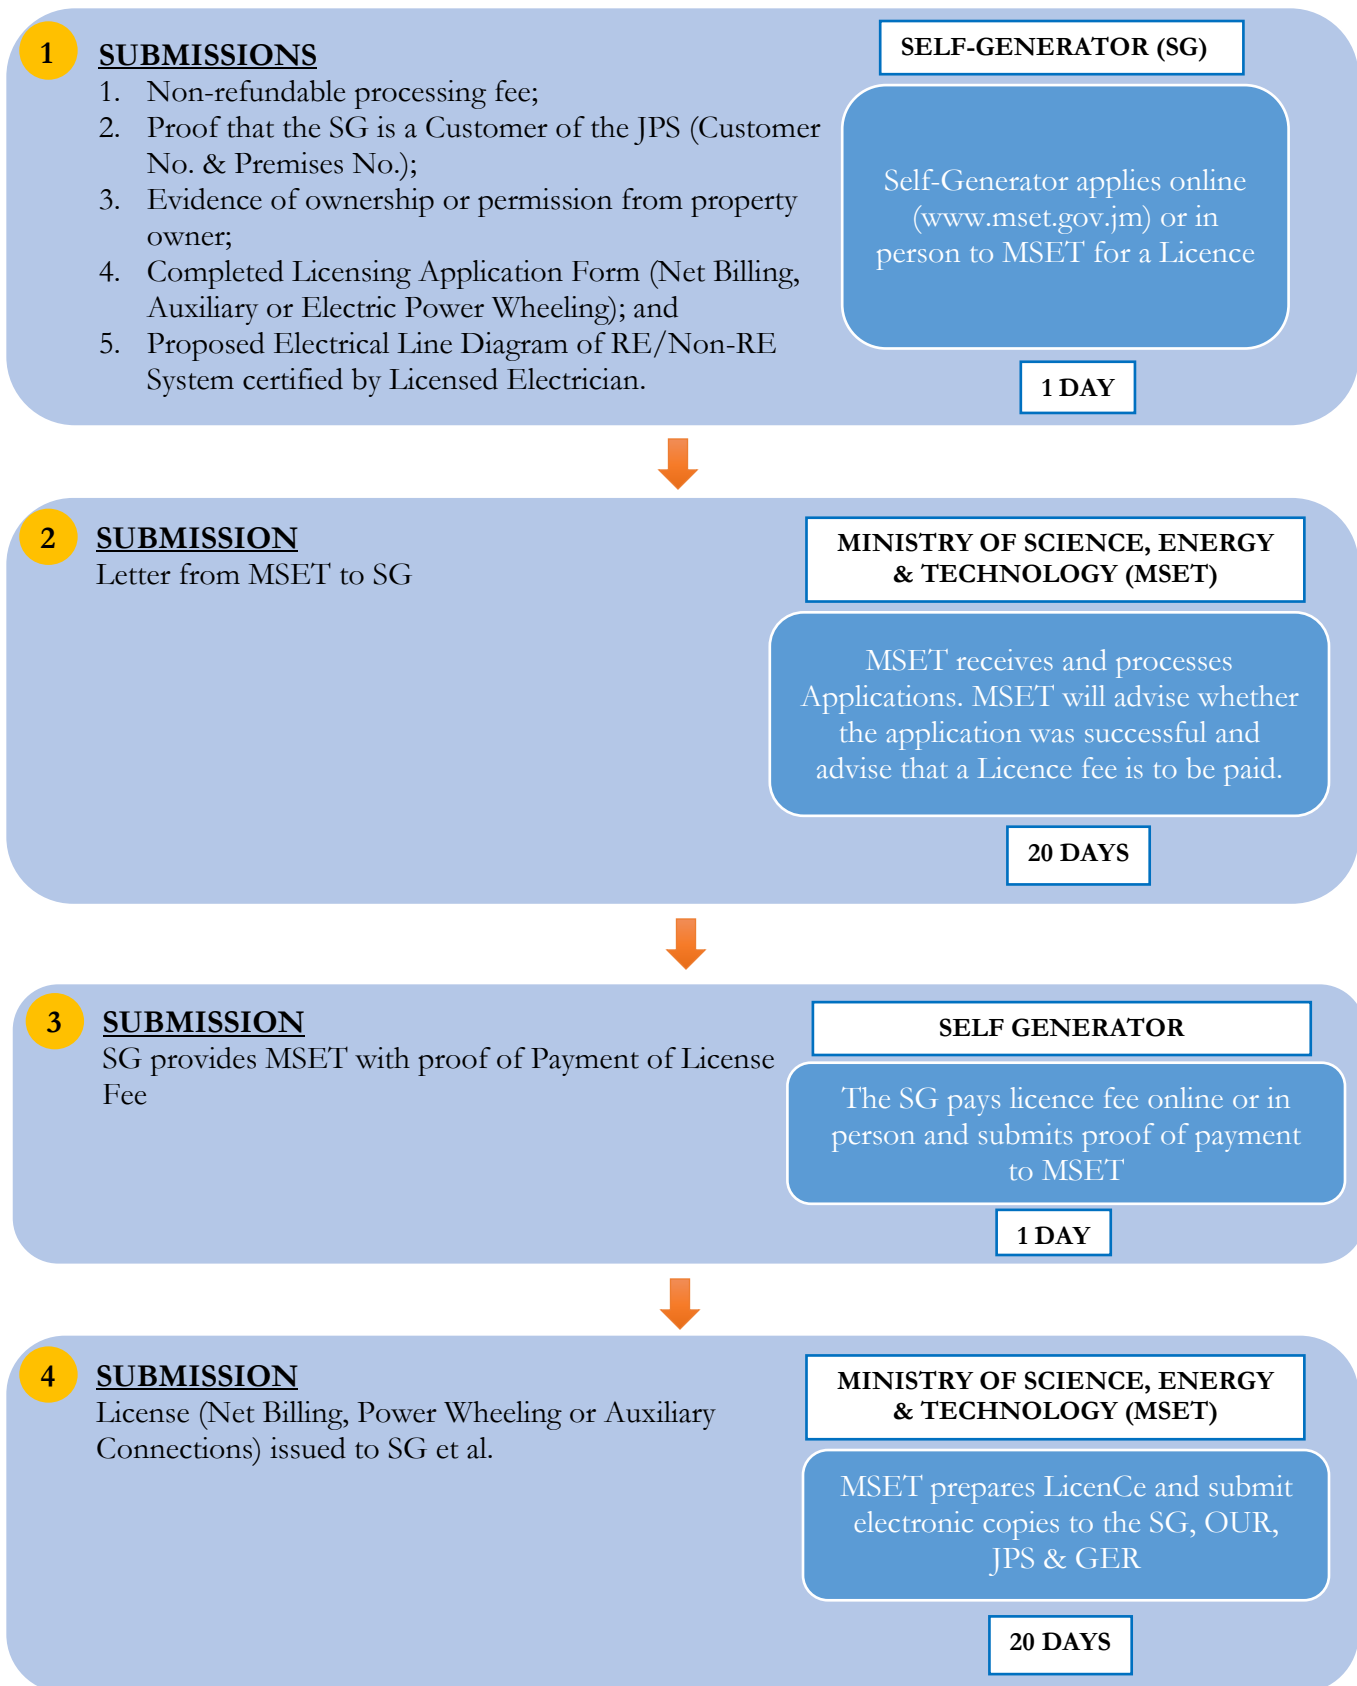 1
SUBMISSIONS
1. Non-refundable processing fee;
2. Proof that the SG is a Customer of the JPS (Customer
No. & Premises No.);
3. Evidence of ownership or permission from property
owner;
4. Completed Licensing Application Form (Net Billing,
Auxiliary or Electric Power Wheeling); and
5. Proposed Electrical Line Diagram of RE/Non-RE
System certified by Licensed Electrician.
SELF-GENERATOR (SG)
Self-Generator applies online
(www.mset.gov.jm) or in
person to MSET for a Licence
1 DAY
2
SUBMISSION
Letter from MSET to SG
MINISTRY OF SCIENCE, ENERGY
& TECHNOLOGY (MSET)
MSET receives and processes
Applications. MSET will advise whether
the application was successful and
advise that a Licence fee is to be paid.
20 DAYS
3
SUBMISSION
SG provides MSET with proof of Payment of License
Fee
SELF GENERATOR
The SG pays licence fee online or in
person and submits proof of payment
to MSET
1 DAY
4
SUBMISSION
License (Net Billing, Power Wheeling or Auxiliary
Connections) issued to SG et al.
MINISTRY OF SCIENCE, ENERGY
& TECHNOLOGY (MSET)
MSET prepares LicenCe and submit
electronic copies to the SG, OUR,
JPS & GER
20 DAYS